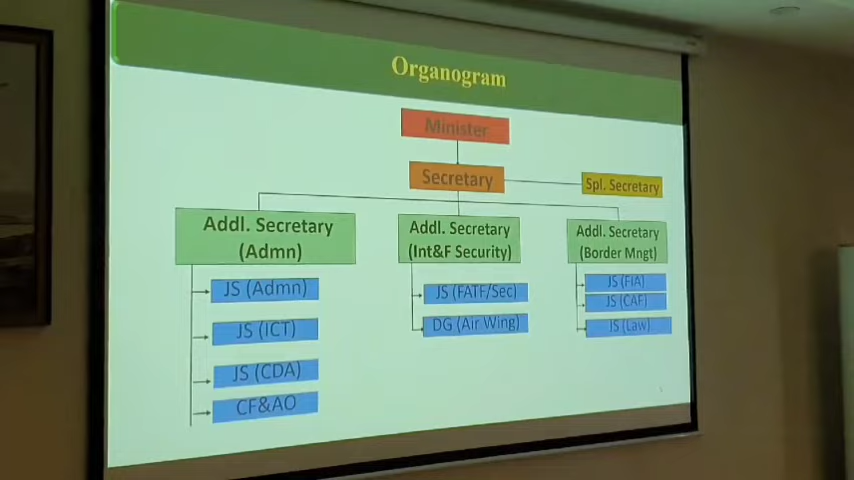 Organogram
Minister
Secretary
Spl. Secretary
Addl. Secretary
(Admn)
Addl. Secretary
(Int&F Security)
Addl. Secretary
(Border Mngt)
JS (Admn)
JS (ICT)
JS (CDA)
CF&AO
JS (FATF/Sec)
DG (Air Wing)
JS (FIA)
JS (CAF)
JS (Law)